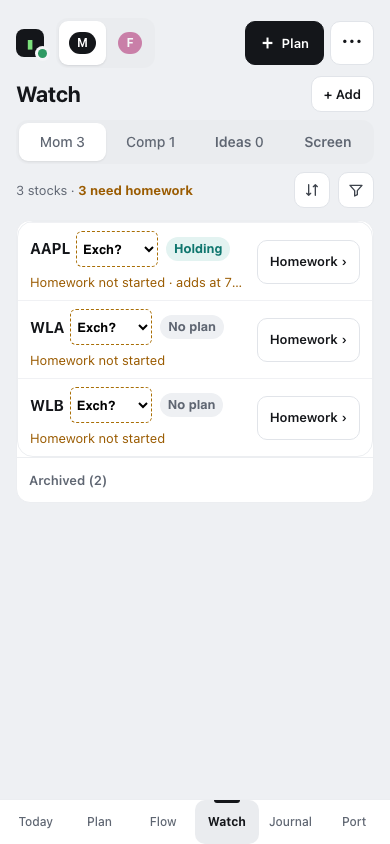 M F + Plan ...
Watch + Add
Mom 3 Comp 1 Ideas 0 Screen
3 stocks · 3 need homework
AAPL Exch? Holding
Homework ›
Homework not started · adds at 7...
WLA Exch? No plan
Homework ›
Homework not started
WLB Exch? No plan
Homework ›
Homework not started
Archived (2)
Today Plan Flow Watch Journal Port